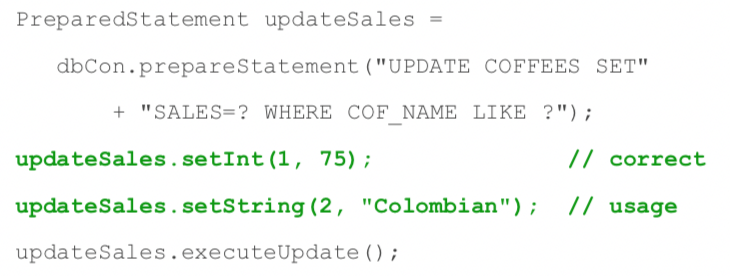 PreparedStatement updateSales =
dbCon.prepareStatement("UPDATE COFFEES SET"
+ "SALES=? WHERE COF_NAME LIKE ?");
updateSales.setInt(1, 75); // correct
updateSales.setString(2, "Colombian"); // usage
updateSales.executeUpdate();